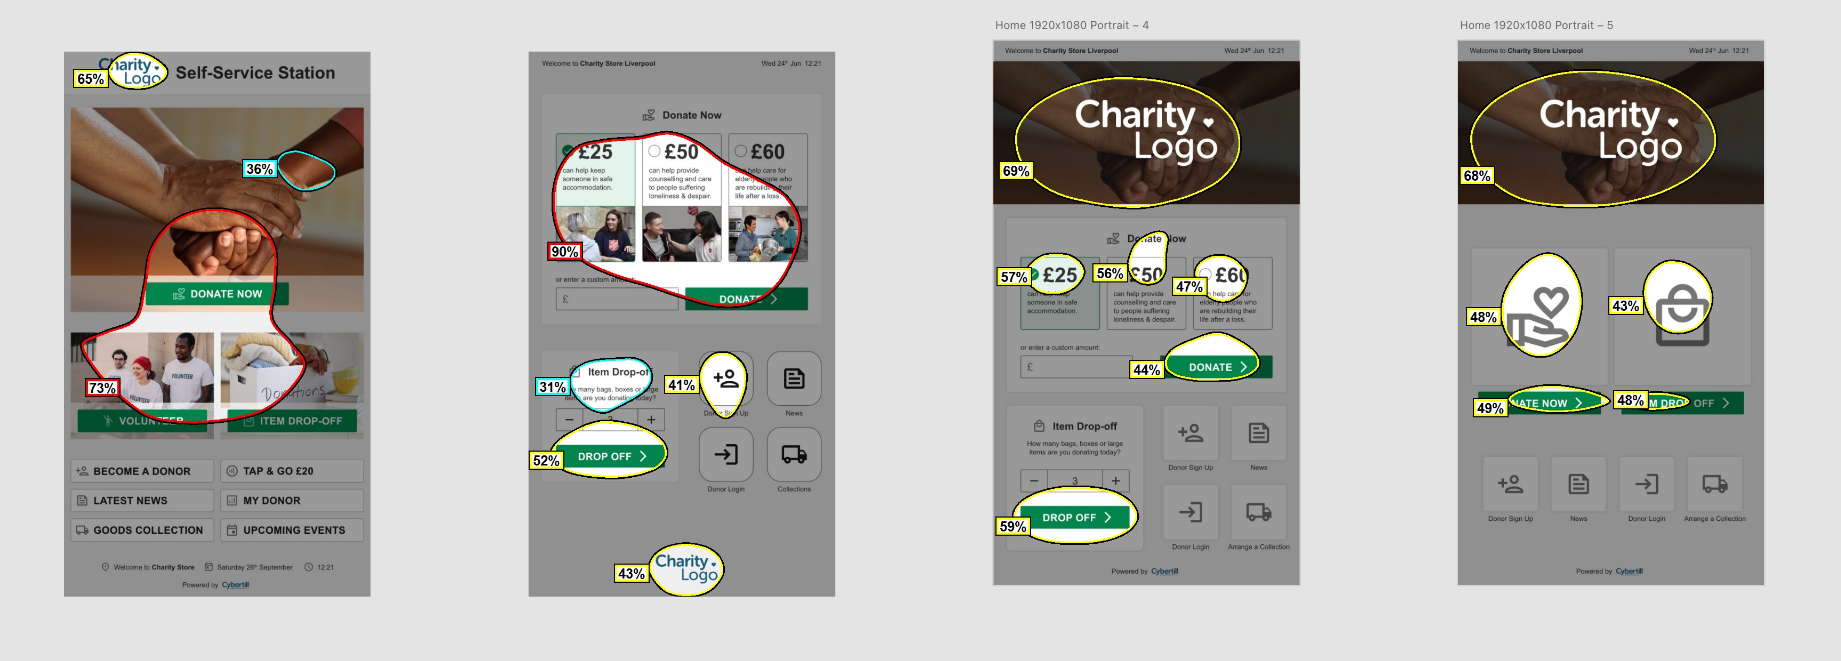 Home 1920x1080 Portrait – 4
Home 1920x1080 Portrait – 5
Charity
Logo
Self-Service Station
65%
36%
DONATE NOW
73%
VOLUNTEER
VOLUNTEER
Donations
VOLUNTEER
ITEM DROP-OFF
BECOME A DONOR
TAP & GO £20
LATEST NEWS
MY DONOR
GOODS COLLECTION
UPCOMING EVENTS
Welcome to Charity Store
Saturday 26th September
12:21
Powered by Cybertill
Welcome to Charity Store Liverpool
Wed 24th Jun 12:21
Donate Now
£25
£50
£60
can help keep
someone in safe
accommodation.
can help provide
counselling and care
to people suffering
loneliness & despair.
can help care for
elderly people who
are rebuilding their
life after a loss.
90%
or enter a custom amount:
£
DONATE
31%
Item Drop-off
How many bags, boxes or large
items are you donating today?
3
52%
DROP OFF
41%
Donor Sign Up
News
Donor Login
Collections
43%
Charity
Logo
Welcome to Charity Store Liverpool
Wed 24th Jun 12:21
Charity
Logo
69%
Donate Now
57%
£25
56%
£50
47%
£60
can help keep
someone in safe
accommodation.
can help provide
counselling and care
to people suffering
loneliness & despair.
can help care for
elderly people who
are rebuilding their
life after a loss.
or enter a custom amount:
£
44%
DONATE
Item Drop-off
How many bags, boxes or large
items are you donating today?
3
59%
DROP OFF
Donor Sign Up
News
Donor Login
Arrange a Collection
Powered by Cybertill
Welcome to Charity Store Liverpool
Wed 24th Jun 12:21
Charity
Logo
68%
48%
43%
49%
NATE NOW
48%
M DROP OFF
Donor Sign Up
News
Donor Login
Arrange a Collection
Powered by Cybertill